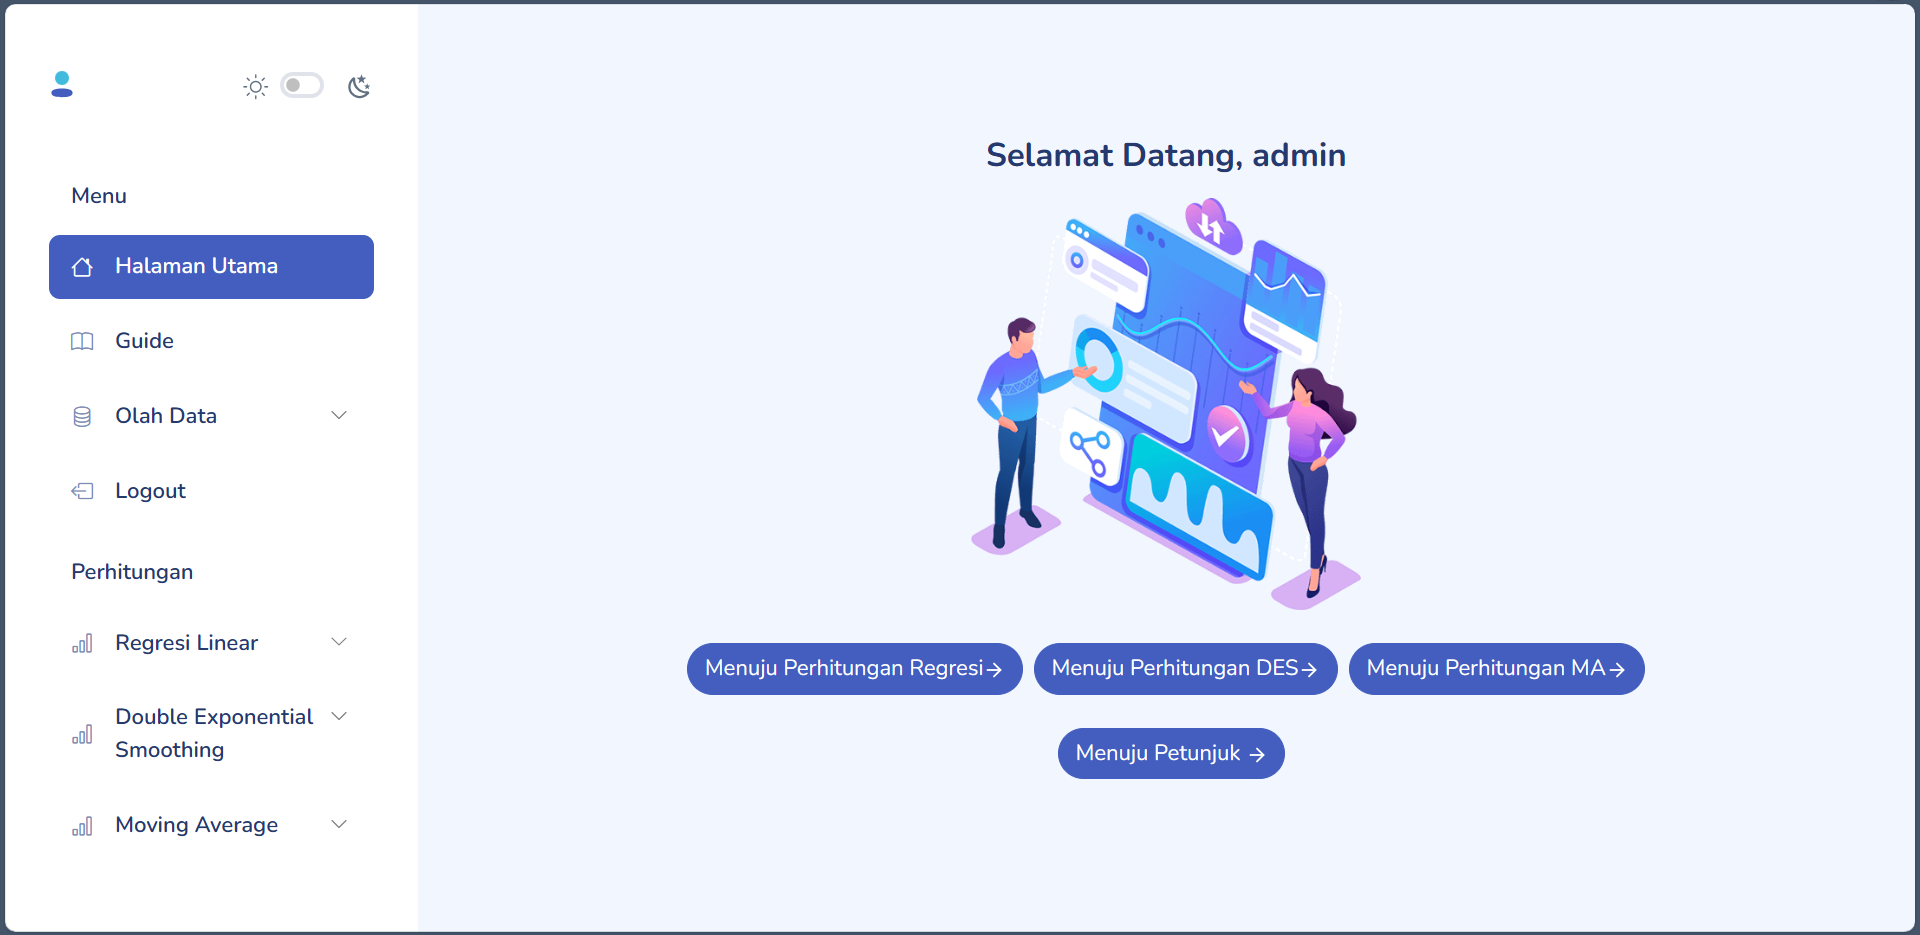 Menu
Halaman Utama
Guide
Olah Data
Logout
Perhitungan
Regresi Linear
Double Exponential
Smoothing
Moving Average
Selamat Datang, admin
Menuju Perhitungan Regresi
Menuju Perhitungan DES
Menuju Perhitungan MA
Menuju Petunjuk